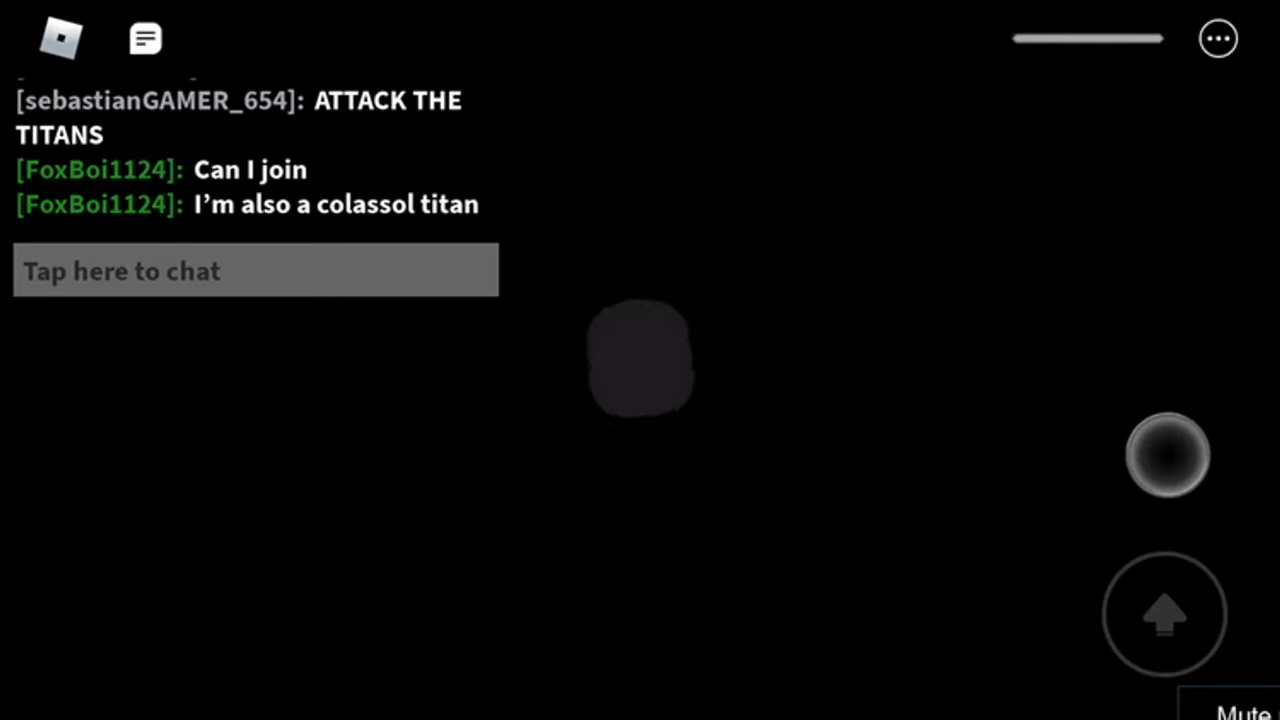 [sebastianGAMER_654]: ATTACK THE
TITANS
[FoxBoi1124]: Can I join
[FoxBoi1124]: I’m also a colassol titan
Tap here to chat
Mute